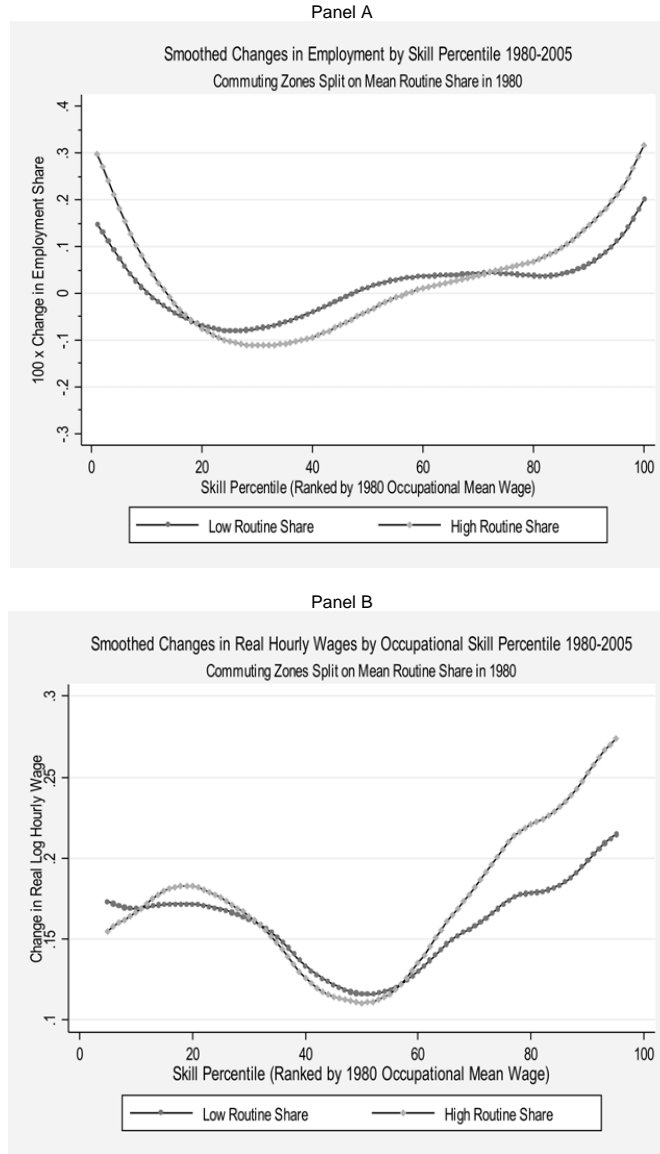 Panel A
Smoothed Changes in Employment by Skill Percentile 1980-2005
Commuting Zones Split on Mean Routine Share in 1980
100 x Change in Employment Share
.4
.3
.2
.1
0
-.1
-.2
-.3
0 20 40 60 80 100
Skill Percentile (Ranked by 1980 Occupational Mean Wage)
Low Routine Share High Routine Share
Panel B
Smoothed Changes in Real Hourly Wages by Occupational Skill Percentile 1980-2005
Commuting Zones Split on Mean Routine Share in 1980
Change in Real Log Hourly Wage
.3
.25
.2
.15
.1
0 20 40 60 80 100
Skill Percentile (Ranked by 1980 Occupational Mean Wage)
Low Routine Share High Routine Share